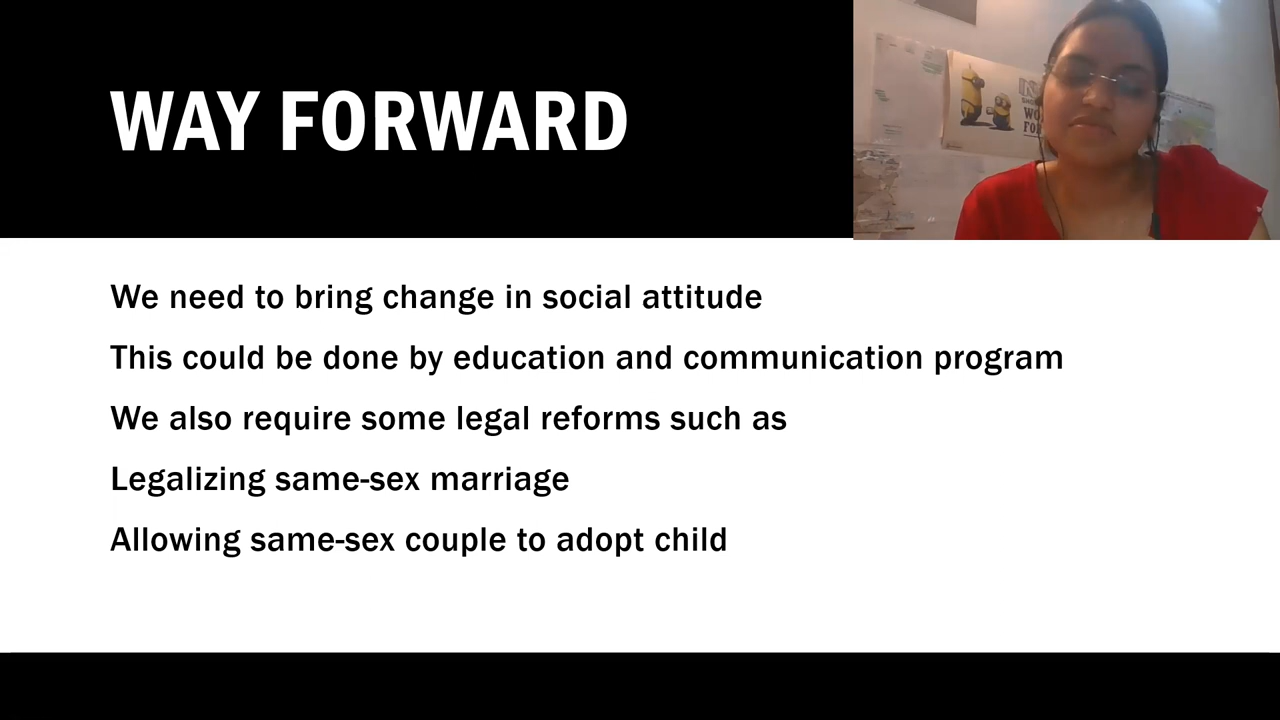 WAY FORWARD
We need to bring change in social attitude
This could be done by education and communication program
We also require some legal reforms such as
Legalizing same-sex marriage
Allowing same-sex couple to adopt child